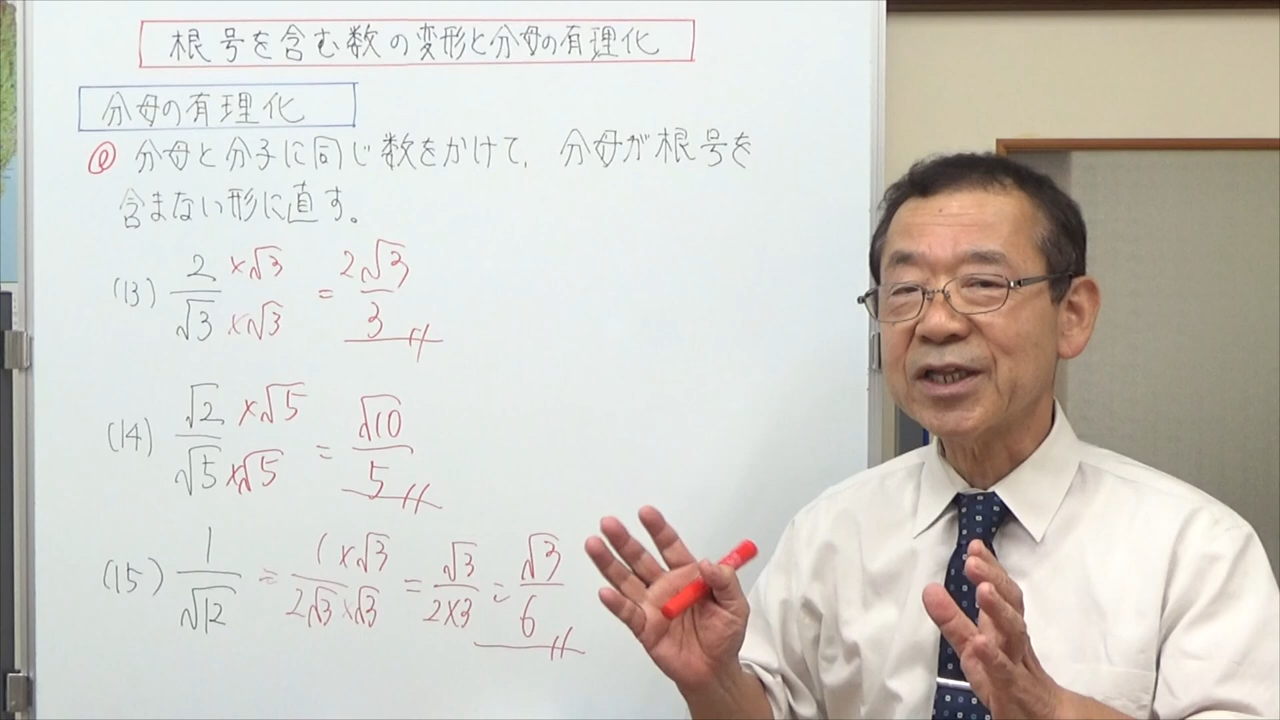 根号を含む数の変形と分母の有理化
分母の有理化
◎ 分母と分子に同じ数をかけて、分母が根号を
含まない形に直す。
(13) 2/√3 ×√3/×√3 = 2√3/3
(14) √2/√5 ×√5/×√5 = √10/5
(15) 1/√12 = 1×√3/2√3×√3 = √3/2×3 = √3/6